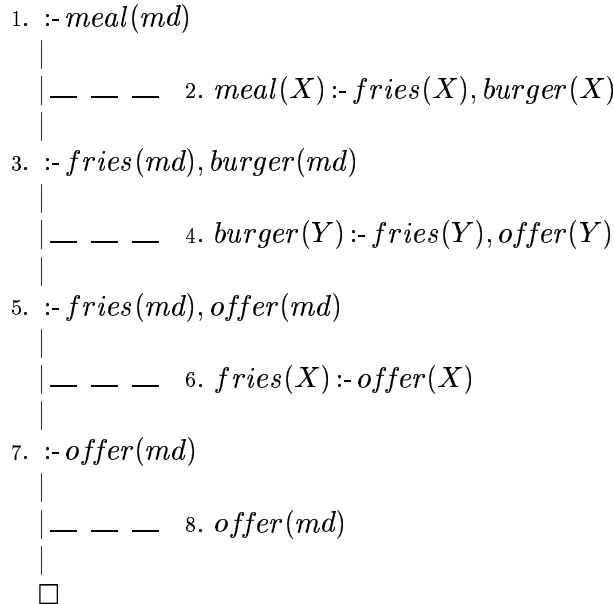 1. :- meal(md)
2. meal(X) :- fries(X), burger(X)
3. :- fries(md), burger(md)
4. burger(Y) :- fries(Y), offer(Y)
5. :- fries(md), offer(md)
6. fries(X) :- offer(X)
7. :- offer(md)
8. offer(md)
□